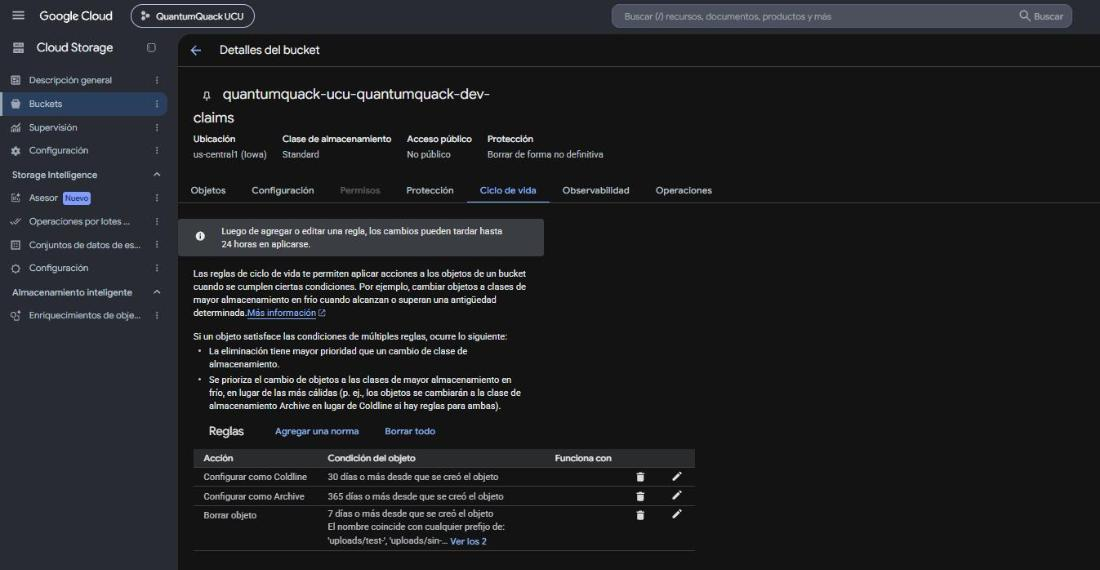 Google Cloud
QuantumQuack UCU
Buscar (/) recursos, documentos, productos y más
Buscar
Cloud Storage
Detalles del bucket
Descripción general
Buckets
Supervisión
Configuración
Storage Intelligence
Asesor Nuevo
Operaciones por lotes ...
Conjuntos de datos de es...
Configuración
Almacenamiento inteligente
Enriquecimientos de obje...
quantumquack-ucu-quantumquack-dev-
claims
Ubicación Clase de almacenamiento Acceso público Protección
us-central1 (Iowa) Standard No público Borrar de forma no definitiva
Objetos Configuración Permisos Protección Ciclo de vida Observabilidad Operaciones
Luego de agregar o editar una regla, los cambios pueden tardar hasta
24 horas en aplicarse.
Las reglas de ciclo de vida te permiten aplicar acciones a los objetos de un bucket
cuando se cumplen ciertas condiciones. Por ejemplo, cambiar objetos a clases de
mayor almacenamiento en frío cuando alcanzan o superan una antigüedad
determinada.Más información
Si un objeto satisface las condiciones de múltiples reglas, ocurre lo siguiente:
• La eliminación tiene mayor prioridad que un cambio de clase de
almacenamiento.
• Se prioriza el cambio de objetos a las clases de mayor almacenamiento en
frío, en lugar de las más cálidas (p. ej., los objetos se cambiarán a la clase de
almacenamiento Archive en lugar de Coldline si hay reglas para ambas).
Reglas Agregar una norma Borrar todo
Acción Condición del objeto Funciona con
Configurar como Coldline 30 días o más desde que se creó el objeto
Configurar como Archive 365 días o más desde que se creó el objeto
Borrar objeto 7 días o más desde que se creó el objeto
El nombre coincide con cualquier prefijo de:
'uploads/test-', 'uploads/sin-... Ver los 2